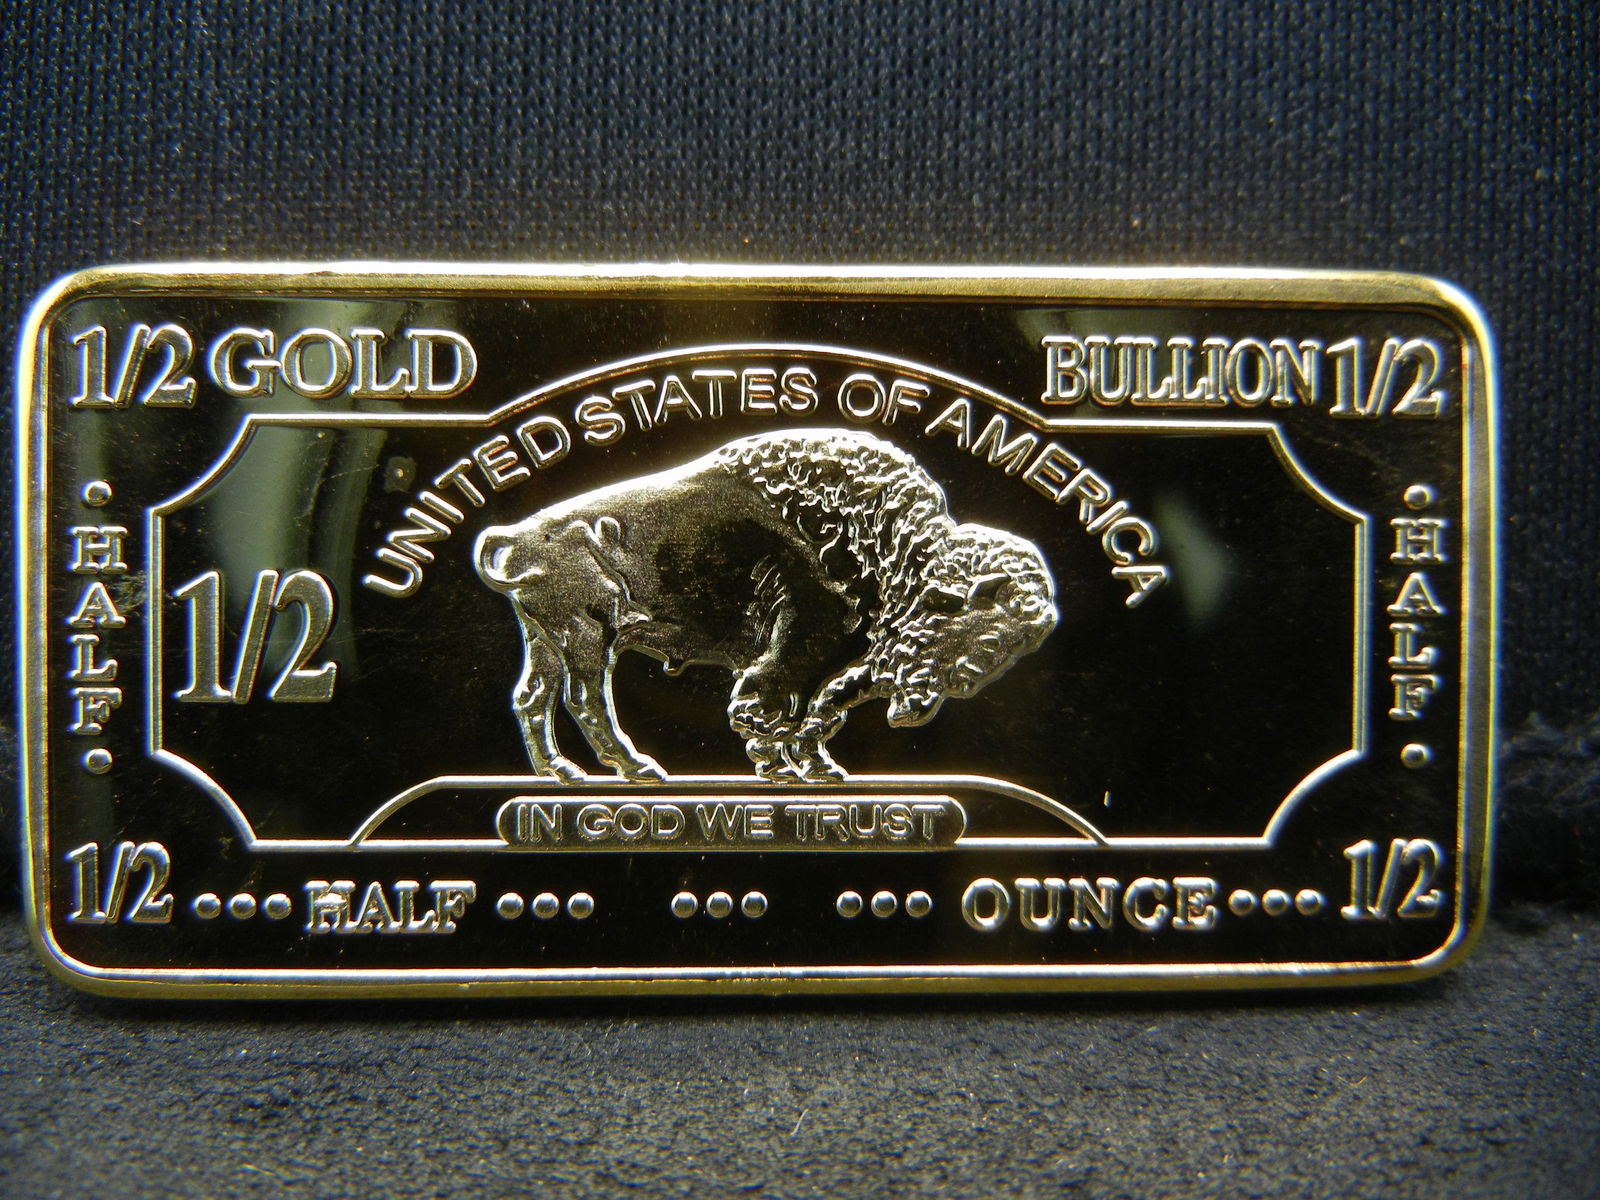 1/2 GOLD BULLION 1/2
UNITED STATES OF AMERICA
· HALF ·
1/2
· HALF ·
IN GOD WE TRUST
1/2 ••• HALF ••• ••• ••• OUNCE ••• 1/2